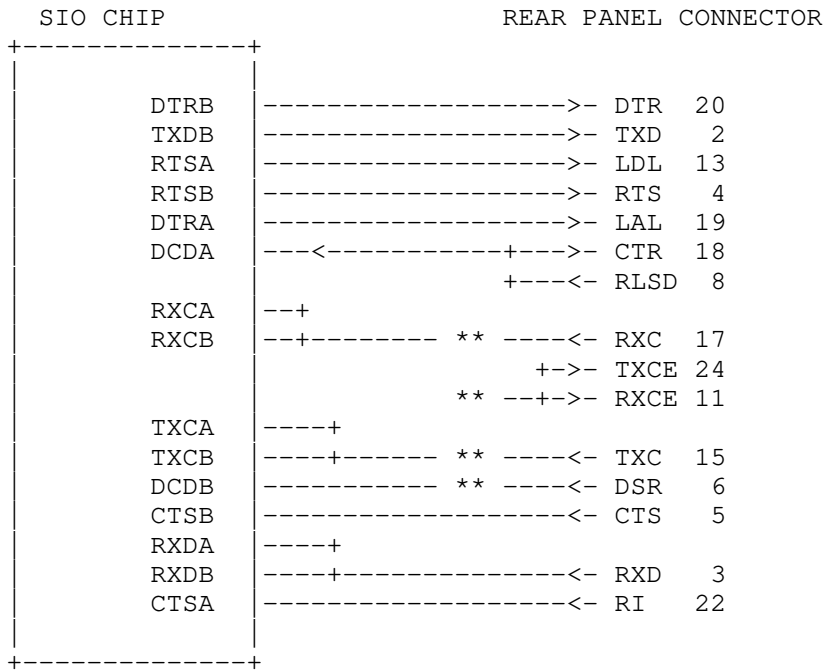 SIO CHIP                     REAR PANEL CONNECTOR
+--------------+
|              |
|        DTRB  |------------------->- DTR  20
|        TXDB  |------------------->- TXD   2
|        RTSA  |------------------->- LDL  13
|        RTSB  |------------------->- RTS   4
|        DTRA  |------------------->- LAL  19
|        DCDA  |---<-----------+--->- CTR  18
|              |               +---<- RLSD  8
|        RXCA  |--+
|        RXCB  |--+-------- ** ----<- RXC  17
|              |                 +->- TXCE 24
|              |            ** --+->- RXCE 11
|        TXCA  |----+
|        TXCB  |----+------ ** ----<- TXC  15
|        DCDB  |----------- ** ----<- DSR   6
|        CTSB  |-------------------<- CTS   5
|        RXDA  |----+
|        RXDB  |----+--------------<- RXD   3
|        CTSA  |-------------------<- RI   22
|              |
+--------------+